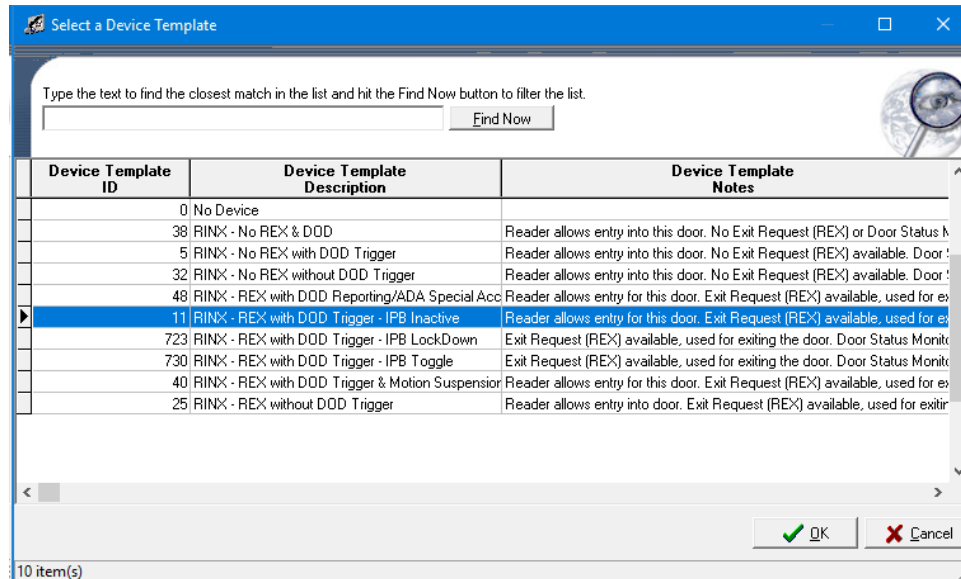 Select a Device Template
Type the text to find the closest match in the list and hit the Find Now button to filter the list.
Find Now
Device Template ID Device Template Description Device Template Notes
0 No Device
38 RINX - No REX & DOD Reader allows entry into this door. No Exit Request (REX) or Door Status
5 RINX - No REX with DOD Trigger Reader allows entry into this door. No Exit Request (REX) available. Door
32 RINX - No REX without DOD Trigger Reader allows entry into this door. No Exit Request (REX) available. Door
48 RINX - REX with DOD Reporting/ADA Special Acc Reader allows entry for this door. Exit Request (REX) available, used for ex
11 RINX - REX with DOD Trigger - IPB Inactive Reader allows entry for this door. Exit Request (REX) available, used for ex
723 RINX - REX with DOD Trigger - IPB LockDown Exit Request (REX) available, used for exiting the door. Door Status Monito
730 RINX - REX with DOD Trigger - IPB Toggle Exit Request (REX) available, used for exiting the door. Door Status Monito
40 RINX - REX with DOD Trigger & Motion Suspension Reader allows entry for this door. Exit Request (REX) available, used for ex
25 RINX - REX without DOD Trigger Reader allows entry into door. Exit Request (REX) available, used for exitin
OK Cancel
10 item(s)